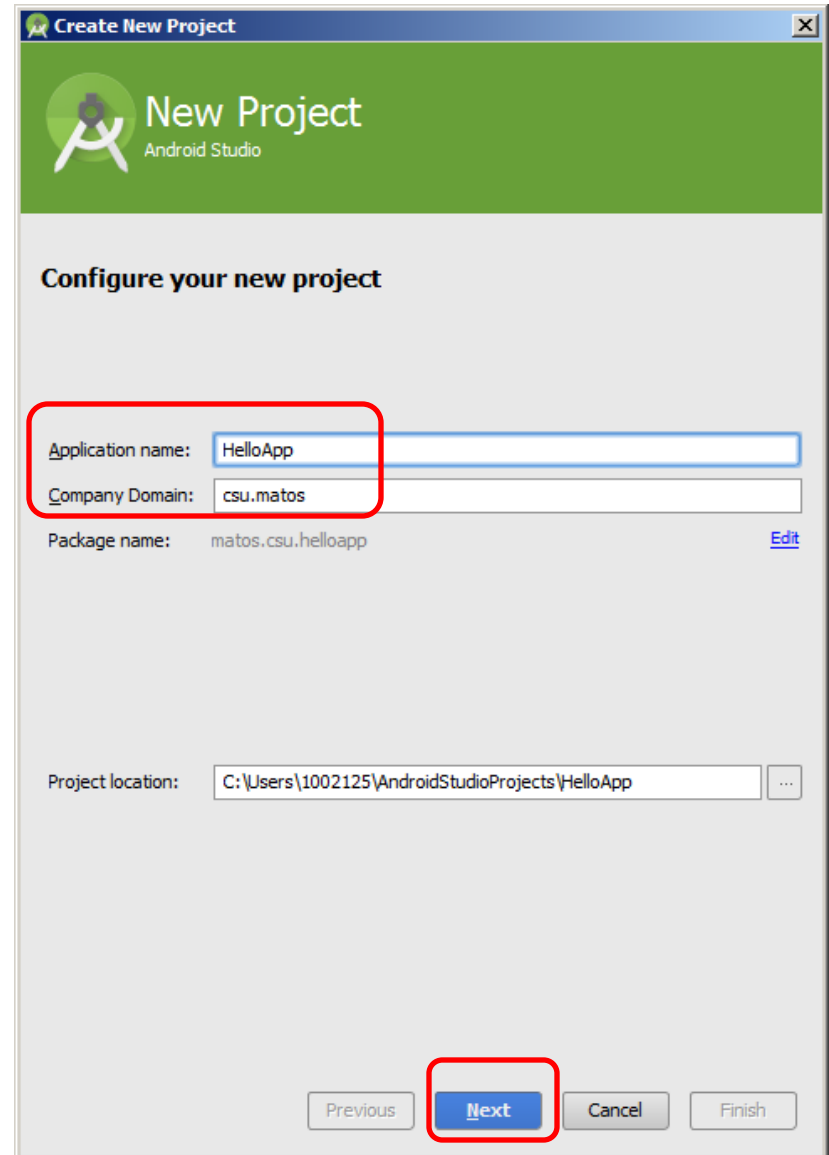 Create New Project
New Project
Android Studio
Configure your new project
Application name: HelloApp
Company Domain: csu.matos
Package name: matos.csu.helloapp Edit
Project location: C:\Users\1002125\AndroidStudioProjects\HelloApp ...
Previous Next Cancel Finish